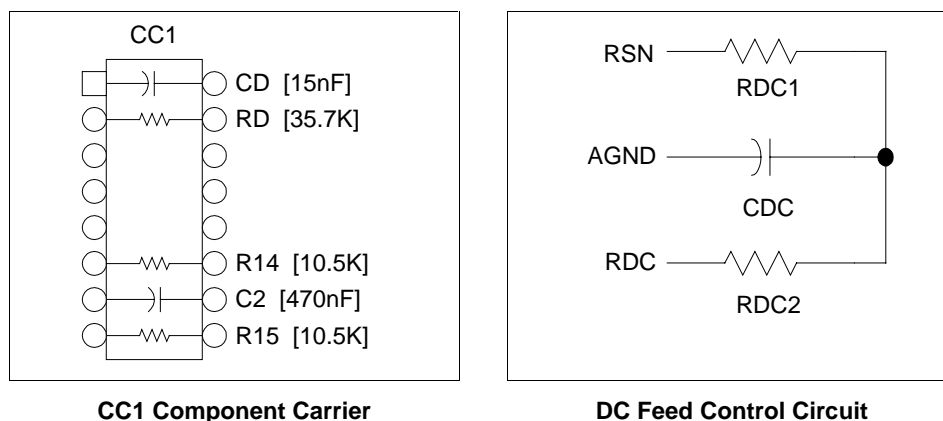 CC1
CD [15nF]
RD [35.7K]
R14 [10.5K]
C2 [470nF]
R15 [10.5K]
CC1 Component Carrier
RSN
RDC1
AGND
CDC
RDC
RDC2
DC Feed Control Circuit